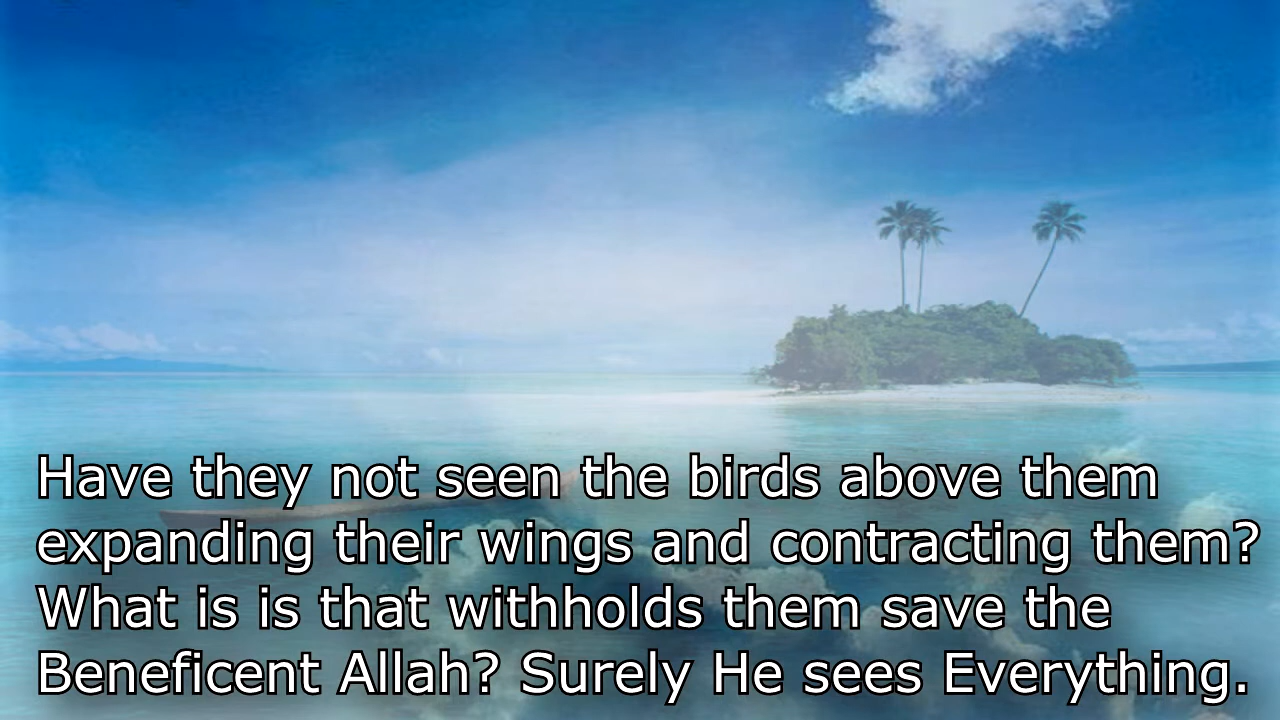 Have they not seen the birds above them
expanding their wings and contracting them?
What is is that withholds them save the
Beneficent Allah? Surely He sees Everything.